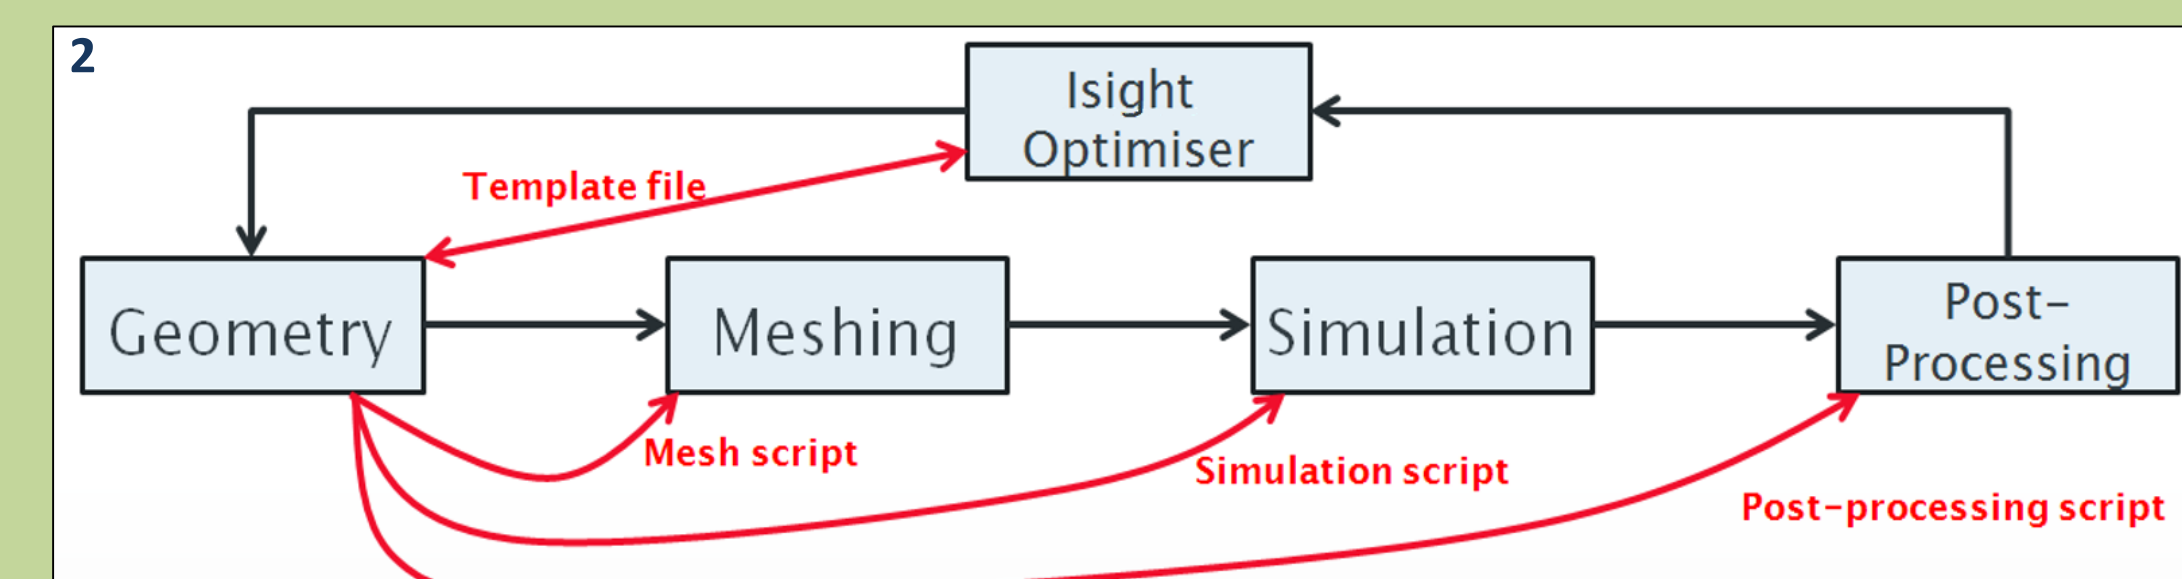 2
Isight
Optimiser
Template file
Geometry
Meshing
Simulation
Post-
Processing
Mesh script
Simulation script
Post-processing script